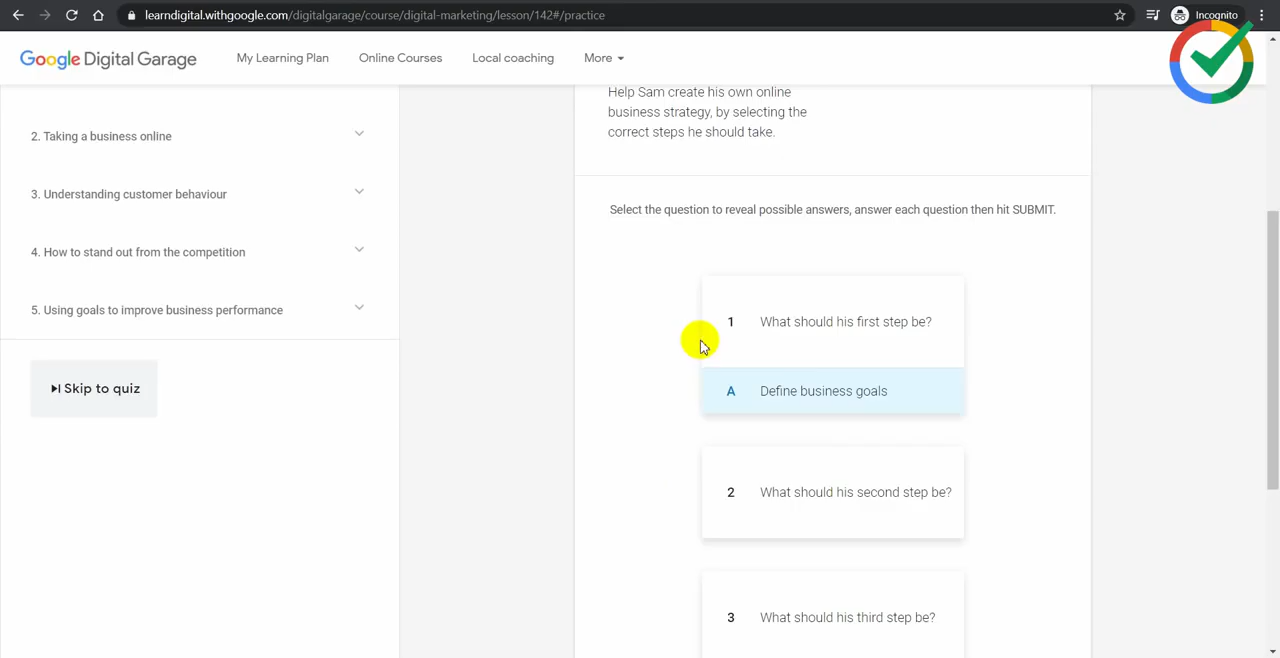 learndigital.withgoogle.com/digitalgarage/course/digital-marketing/lesson/142#/practice
Incognito
Google Digital Garage
My Learning Plan
Online Courses
Local coaching
More
Help Sam create his own online
business strategy, by selecting the
correct steps he should take.
2. Taking a business online
3. Understanding customer behaviour
4. How to stand out from the competition
5. Using goals to improve business performance
Skip to quiz
Select the question to reveal possible answers, answer each question then hit SUBMIT.
1 What should his first step be?
A Define business goals
2 What should his second step be?
3 What should his third step be?